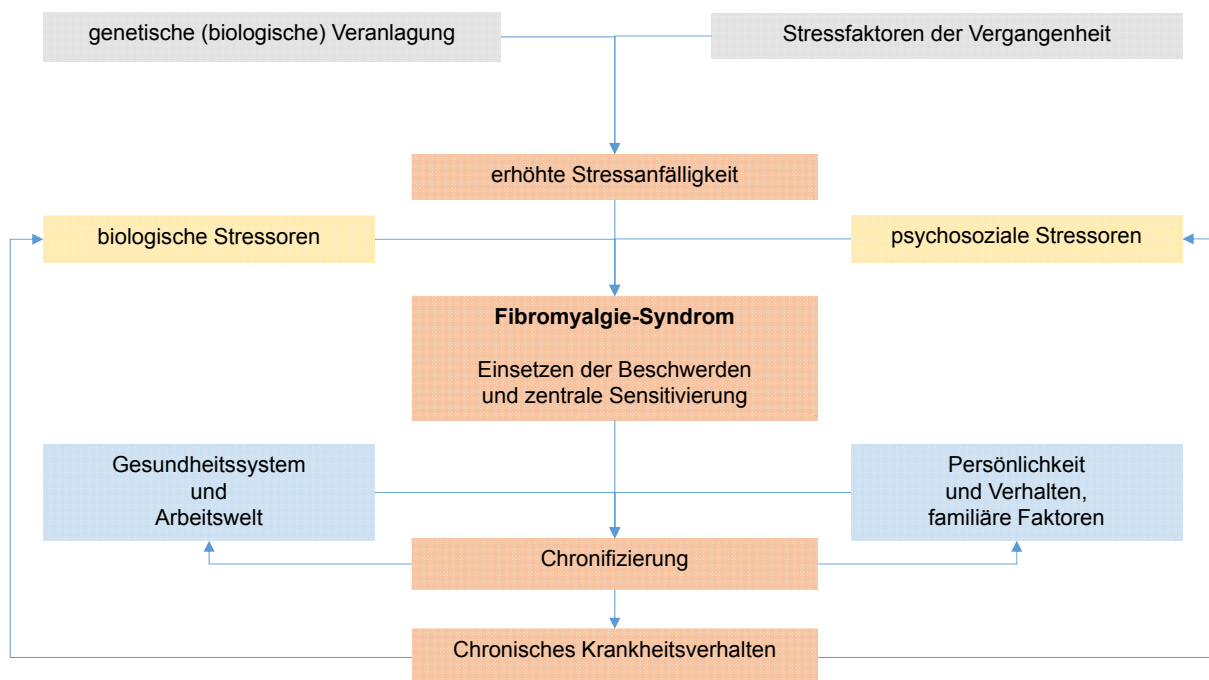 genetische (biologische) Veranlagung
Stressfaktoren der Vergangenheit
erhöhte Stressanfälligkeit
biologische Stressoren
psychosoziale Stressoren
Fibromyalgie-Syndrom
Einsetzen der Beschwerden
und zentrale Sensitivierung
Gesundheitssystem
und
Arbeitswelt
Persönlichkeit
und Verhalten,
familiäre Faktoren
Chronifizierung
Chronisches Krankheitsverhalten